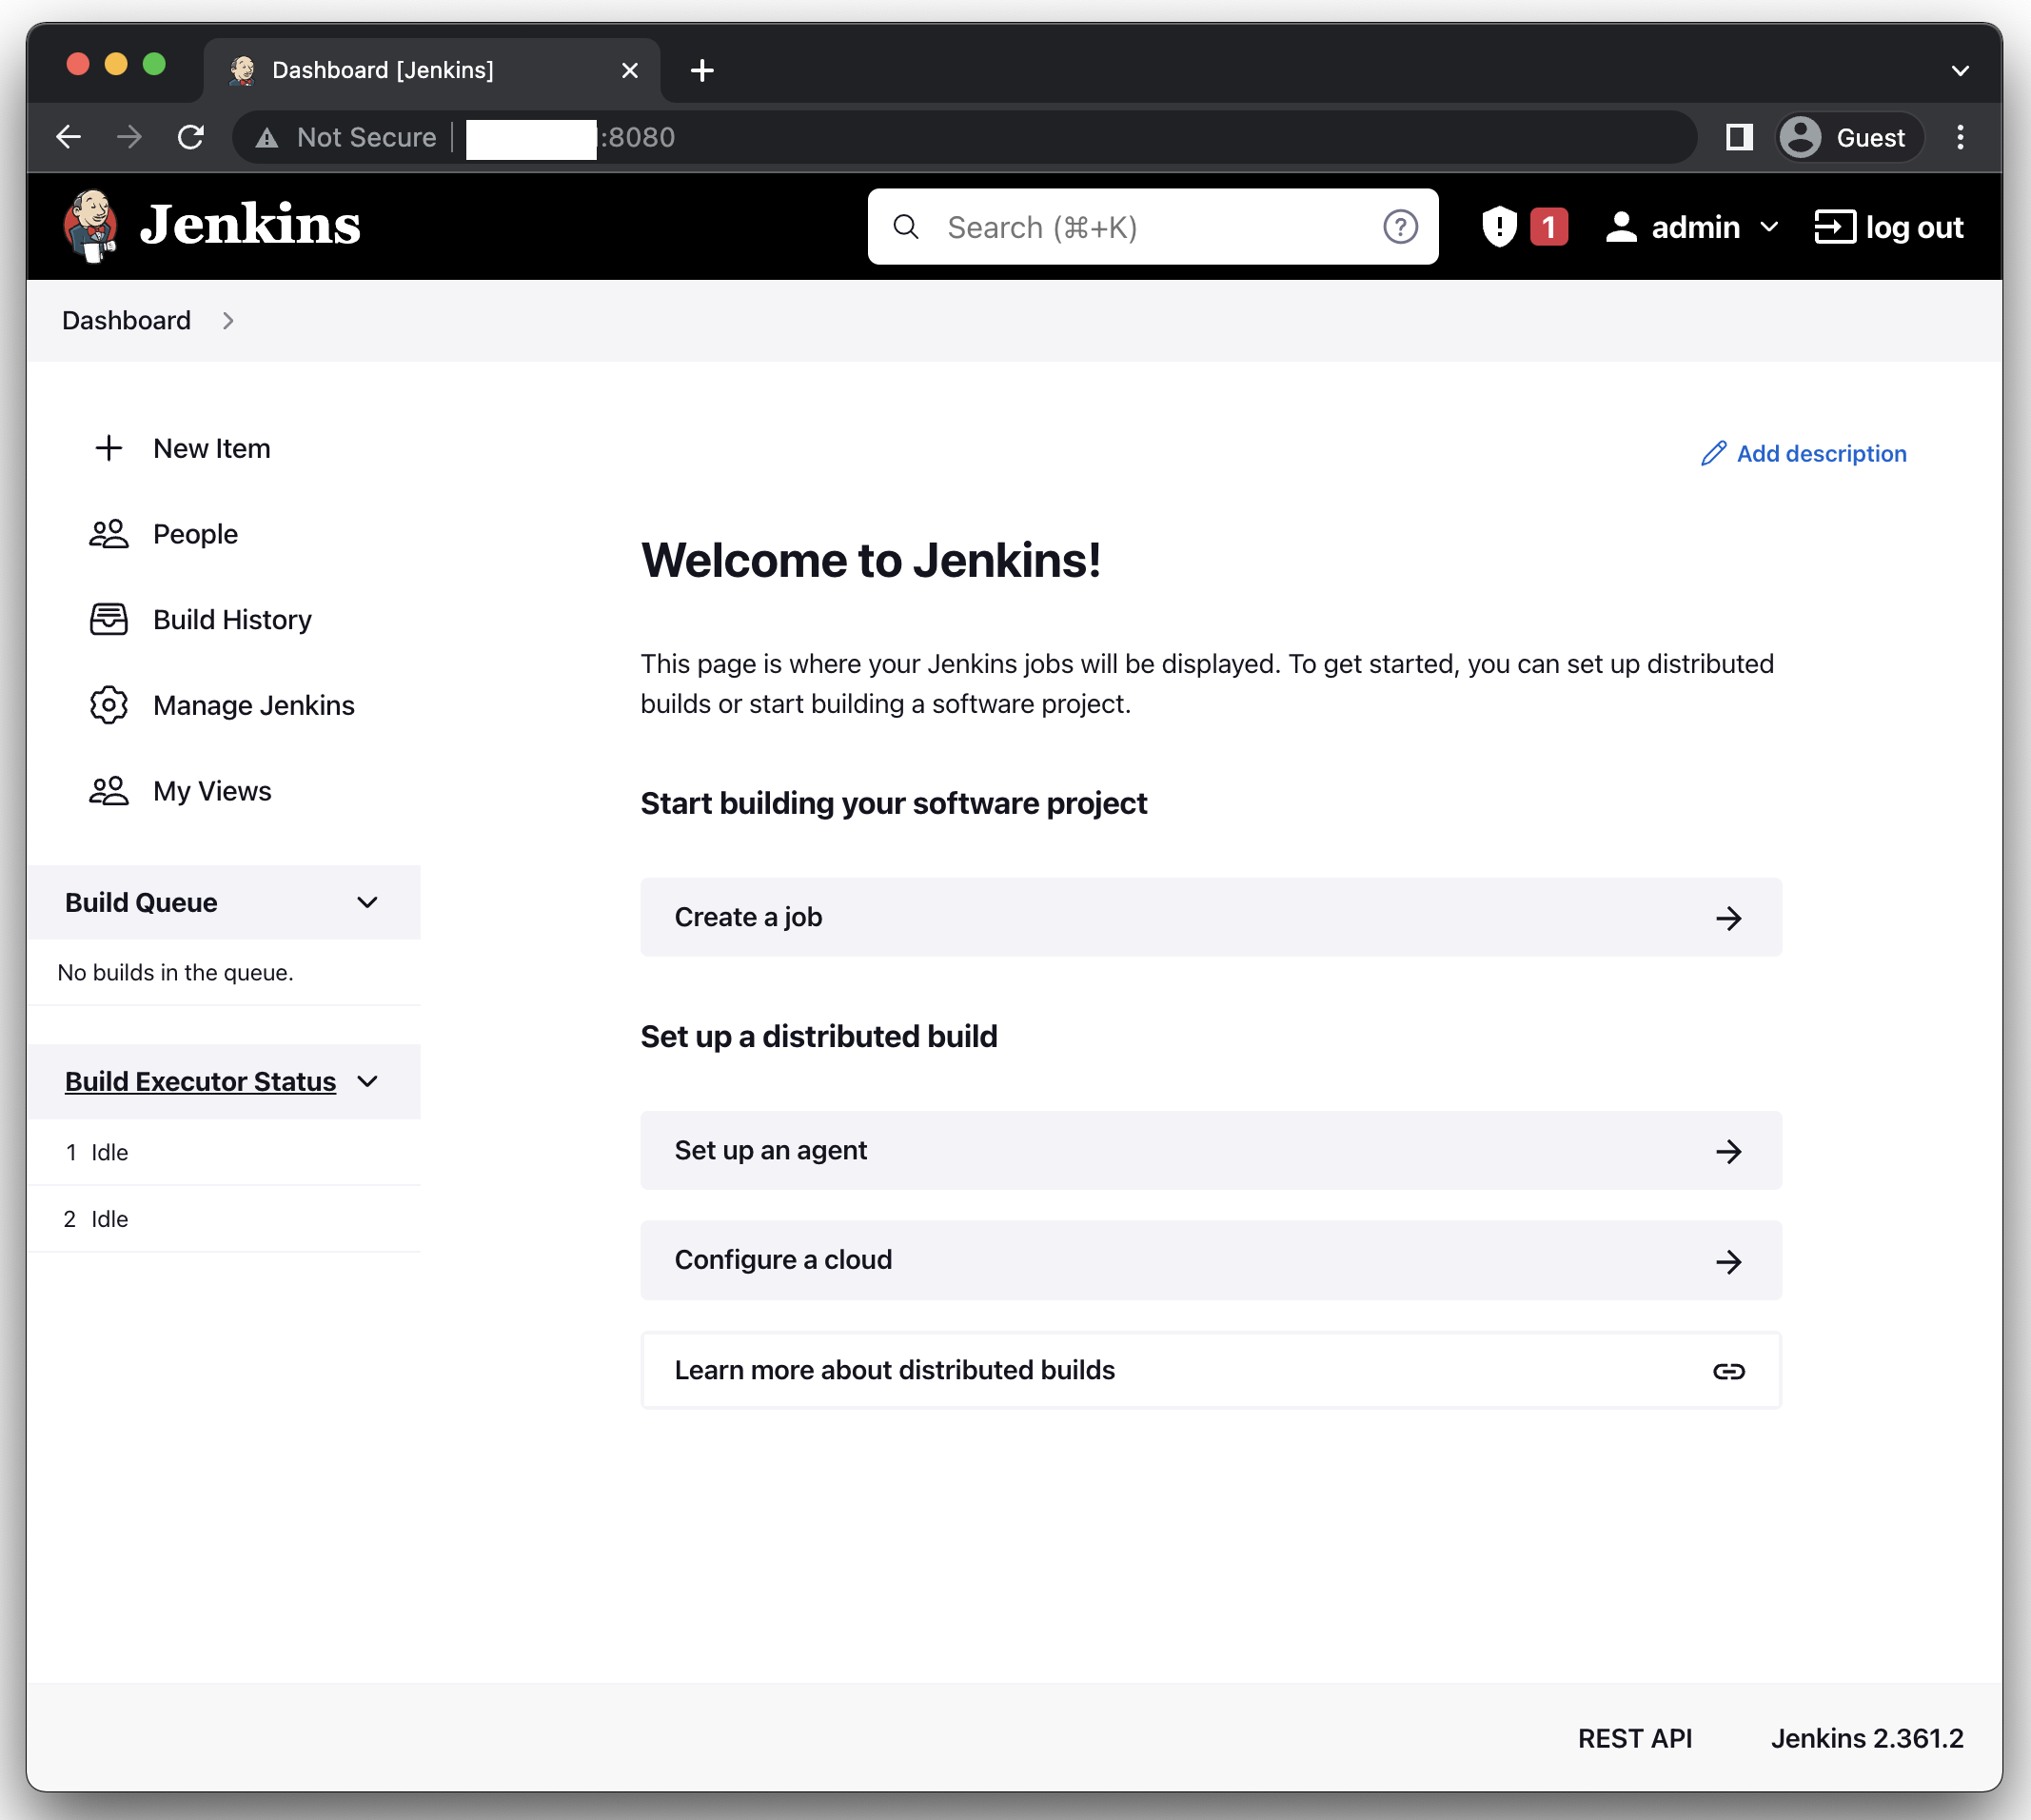 Dashboard [Jenkins]
Not Secure :8080
Guest
Jenkins
Search (⌘+K)
1
admin
log out
Dashboard
New Item
People
Build History
Manage Jenkins
My Views
Build Queue
No builds in the queue.
Build Executor Status
1 Idle
2 Idle
Add description
Welcome to Jenkins!
This page is where your Jenkins jobs will be displayed. To get started, you can set up distributed
builds or start building a software project.
Start building your software project
Create a job
Set up a distributed build
Set up an agent
Configure a cloud
Learn more about distributed builds
REST API
Jenkins 2.361.2